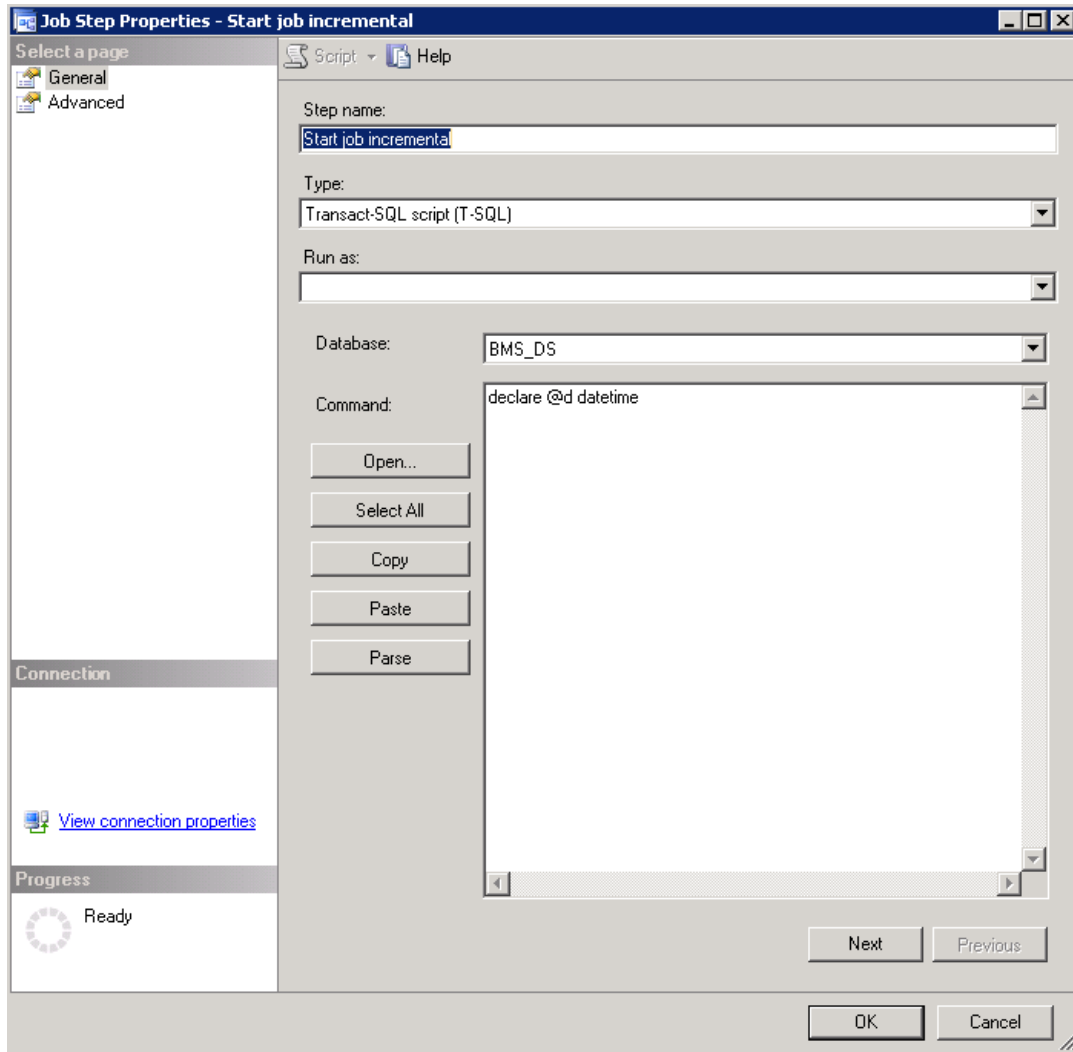 Job Step Properties - Start job incremental
Select a page
General
Advanced
Script
Help
Step name:
Start job incremental
Type:
Transact-SQL script (T-SQL)
Run as:
Database:
BMS_DS
Command:
declare @d datetime
Open...
Select All
Copy
Paste
Parse
Connection
View connection properties
Progress
Ready
Next
Previous
OK
Cancel